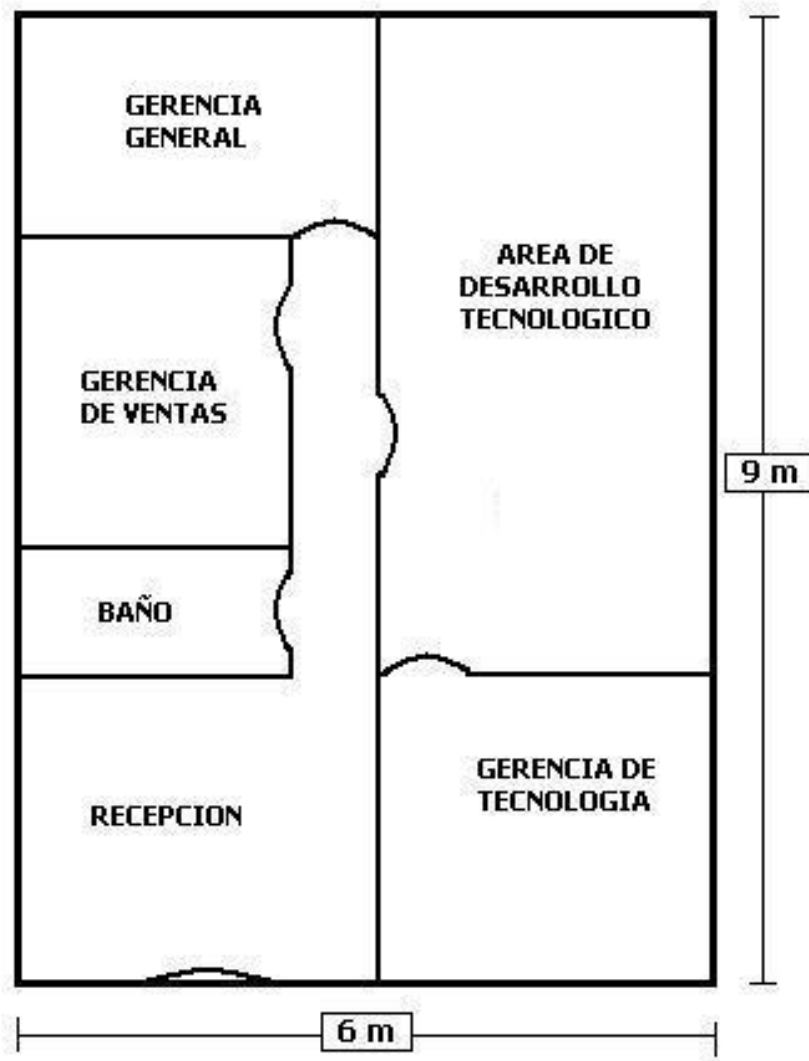 GERENCIA
GENERAL
AREA DE
DESARROLLO
TECNOLOGICO
GERENCIA
DE VENTAS
9 m
BAÑO
GERENCIA DE
TECNOLOGIA
RECEPCION
6 m